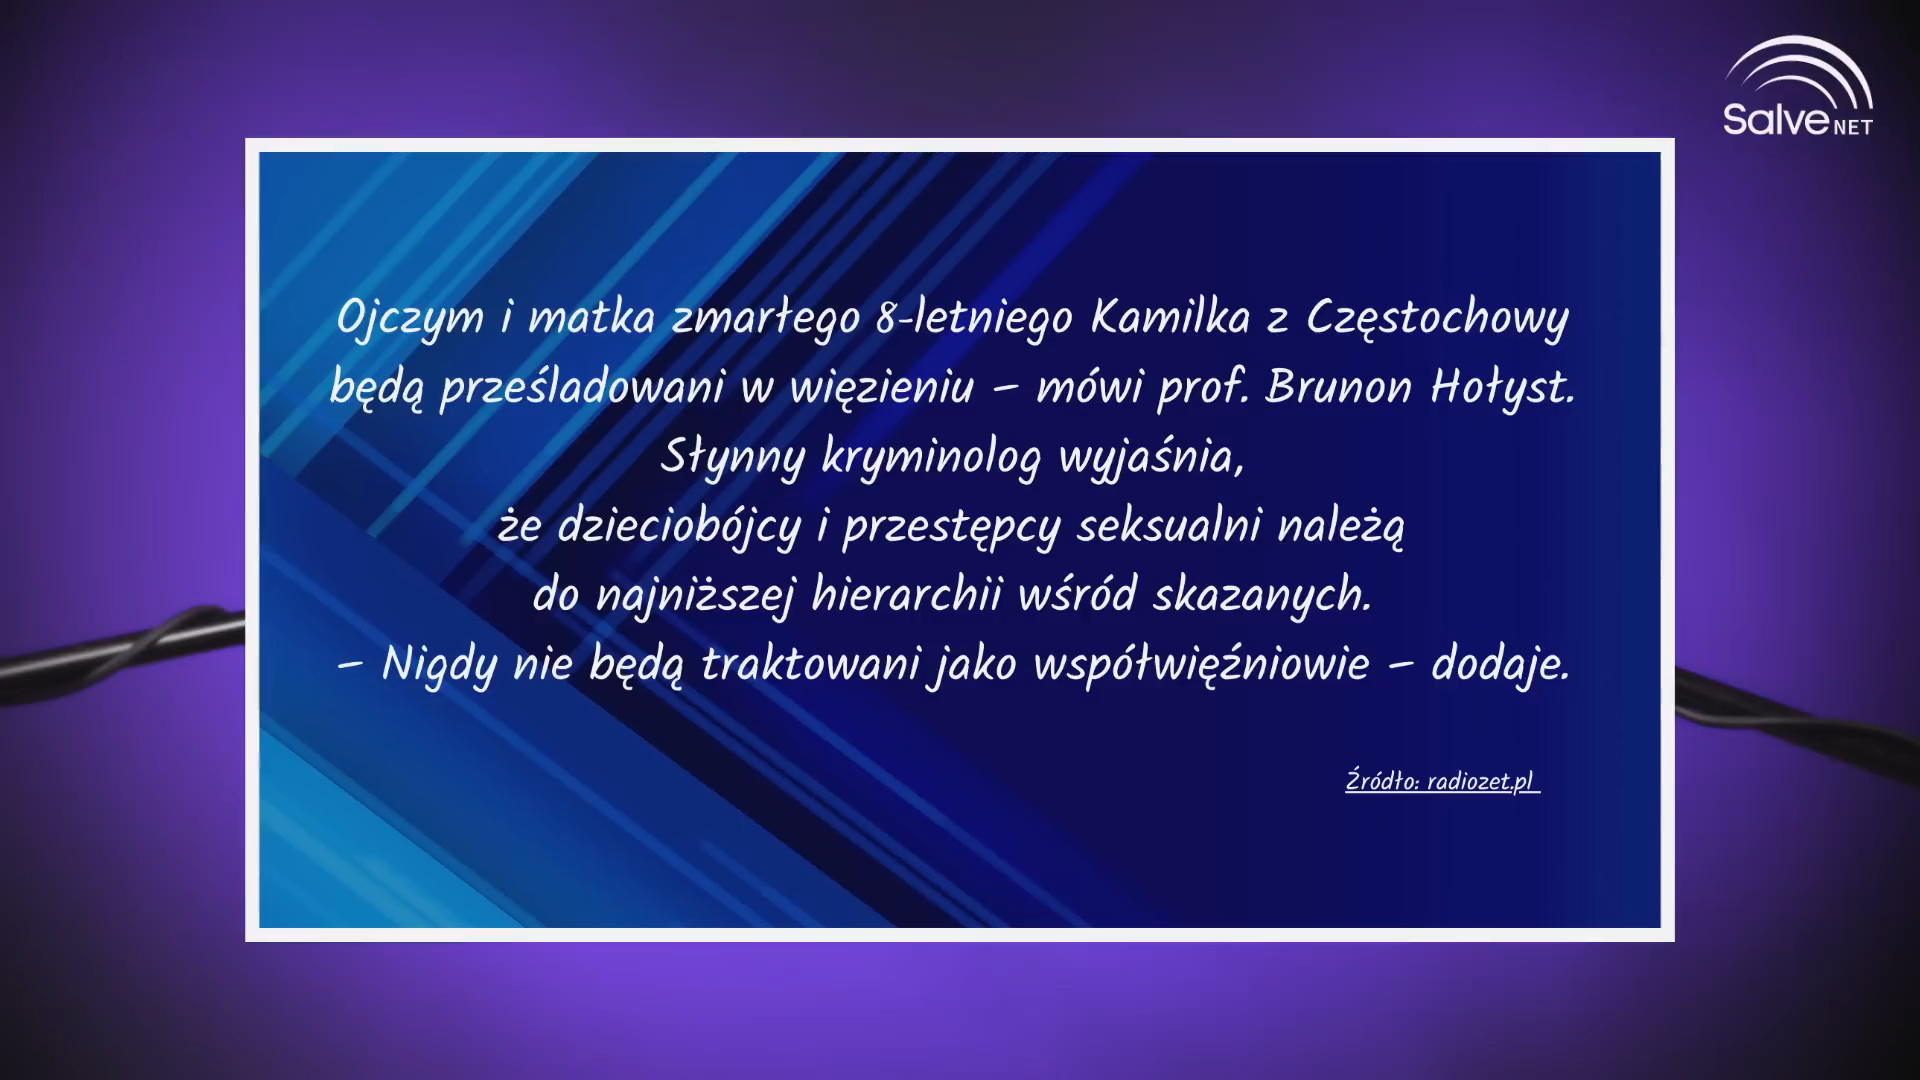 Salve NET
Ojczym i matka zmarłego 8-letniego Kamilka z Częstochowy
będą prześladowani w więzieniu – mówi prof. Brunon Hołyst.
Słynny kryminolog wyjaśnia,
że dzieciobójcy i przestępcy seksualni należą
do najniższej hierarchii wśród skazanych.
– Nigdy nie będą traktowani jako współwięźniowie – dodaje.
Źródło: radiozet.pl